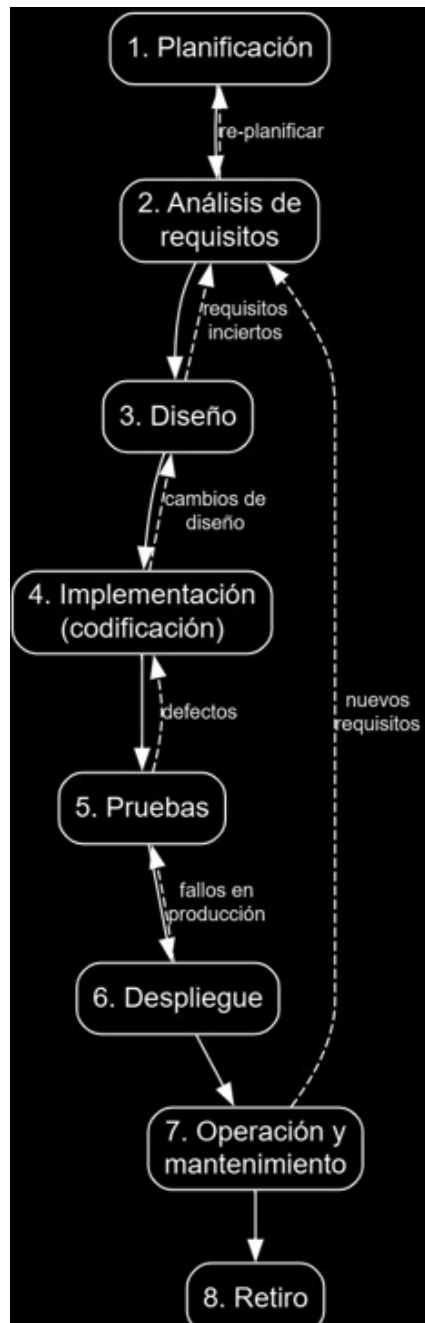 1. Planificación
re-planificar
2. Análisis de
requisitos
requisitos
inciertos
3. Diseño
cambios de
diseño
4. Implementación
(codificación)
nuevos
requisitos
defectos
5. Pruebas
fallos en
producción
6. Despliegue
7. Operación y
mantenimiento
8. Retiro